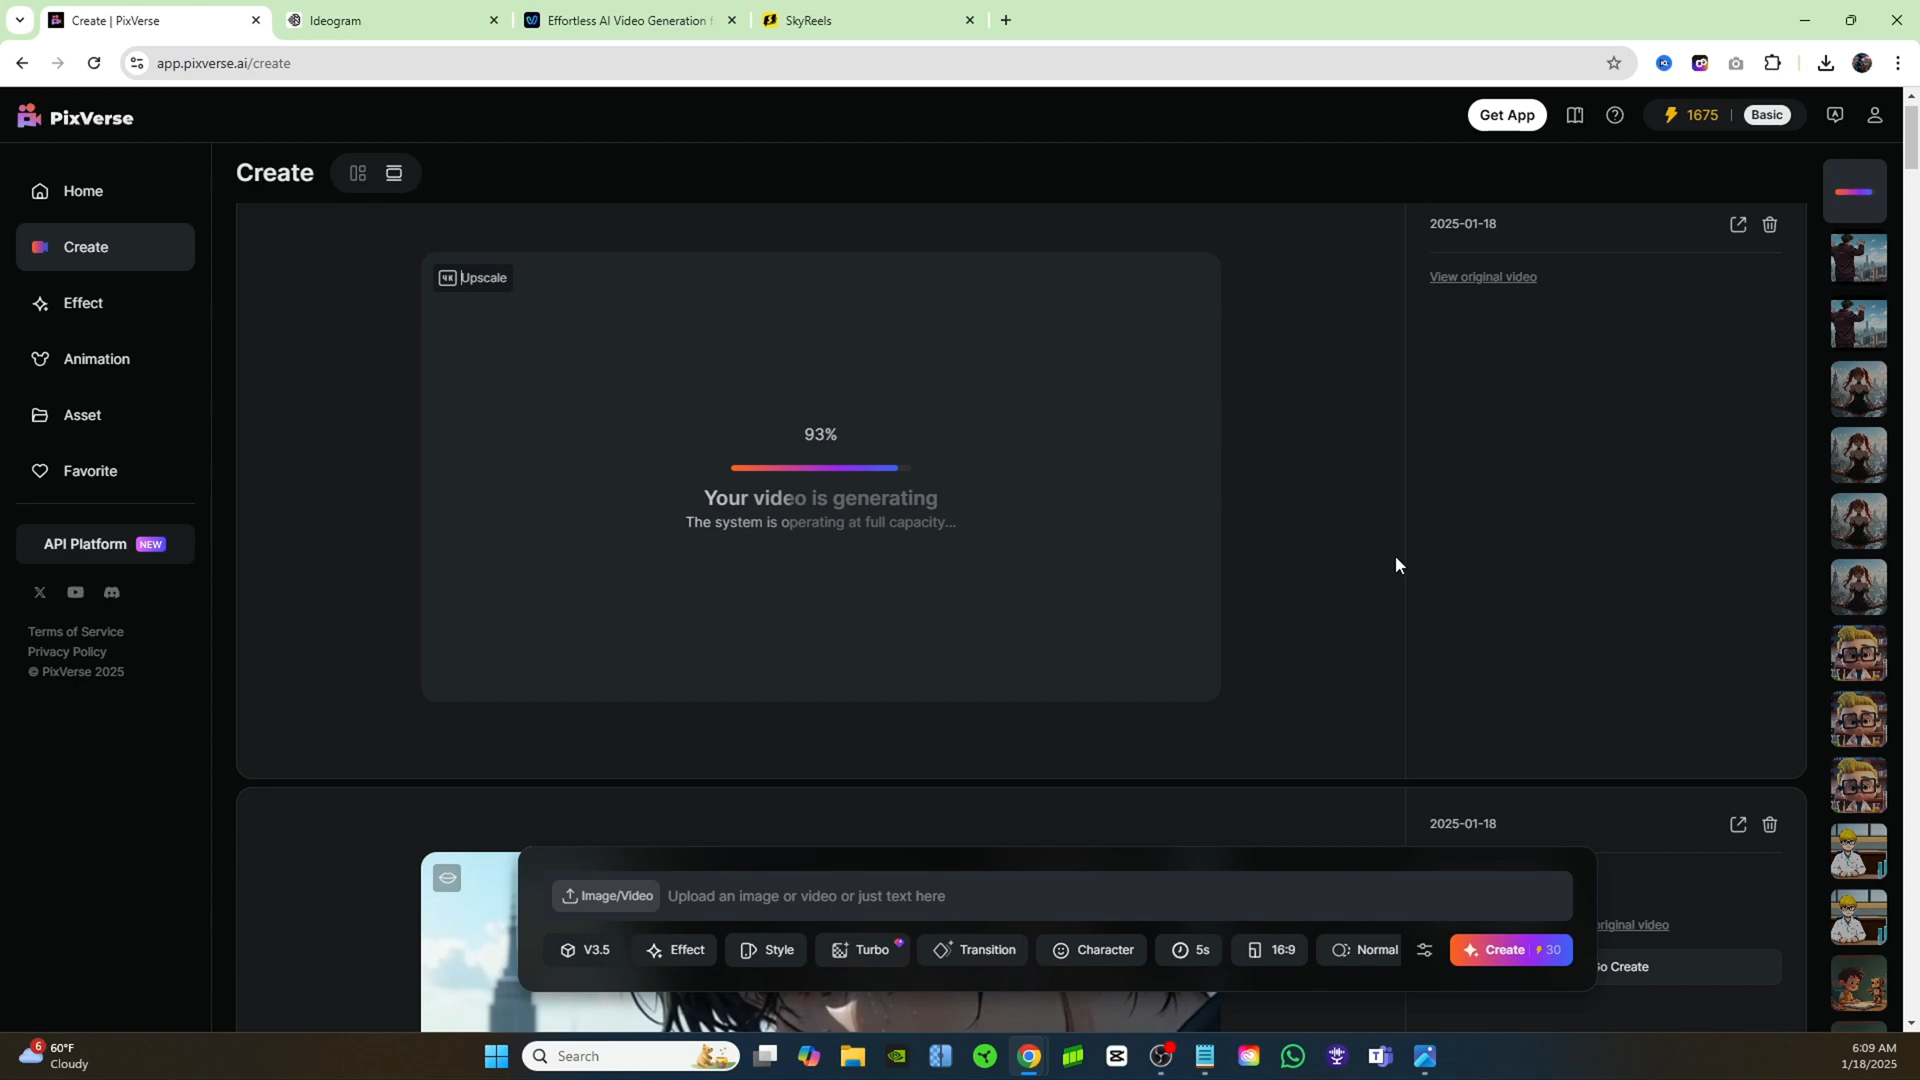 Create | PixVerse
Ideogram
Effortless AI Video Generation f
SkyReels
app.pixverse.ai/create
PixVerse
Get App
1675
Basic
Home
Create
Effect
Animation
Asset
Favorite
API Platform NEW
Terms of Service
Privacy Policy
© PixVerse 2025
Create
2025-01-18
View original video
4K Upscale
93%
Your video is generating
The system is operating at full capacity...
2025-01-18
original video
Go Create
Image/Video
Upload an image or video or just text here
V3.5
Effect
Style
Turbo
Transition
Character
5s
16:9
Normal
Create
30
6
60°F
Cloudy
Search
6:09 AM
1/18/2025